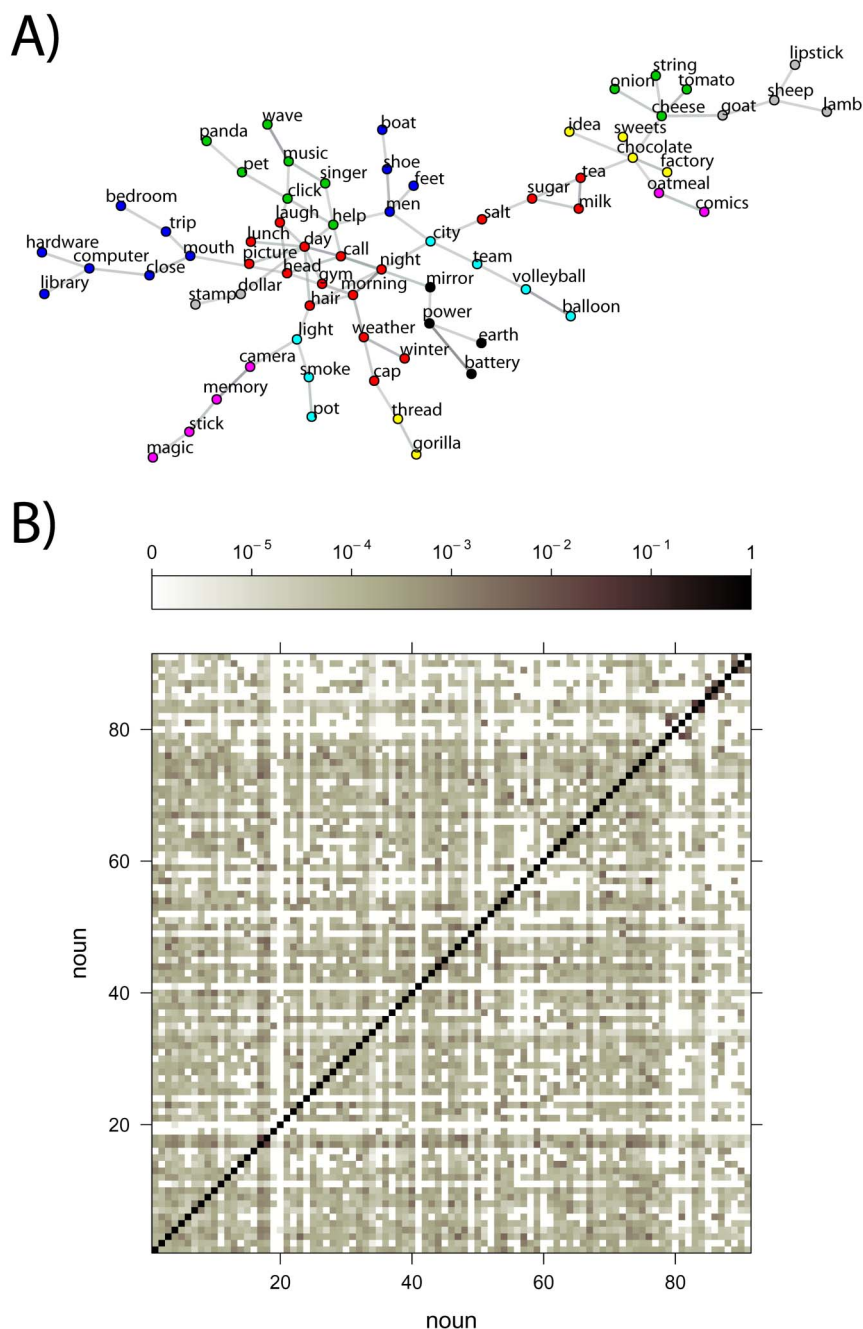 A)
lipstick
string
onion tomato
sheep
cheese goat lamb
wave boat idea sweets
panda chocolate
music shoe factory
pet singer feet tea oatmeal
bedroom click sugar milk comics
laugh help men salt
trip lunch day city
hardware mouth call
computer picture night team
close head gym mirror
library dollar morning volleyball
stamp hair power balloon
light weather earth
camera winter battery
smoke cap
memory
stick pot thread
magic gorilla
B)
0 10−5 10−4 10−3 10−2 10−1 1
80
60
noun
40
20
20 40 60 80
noun